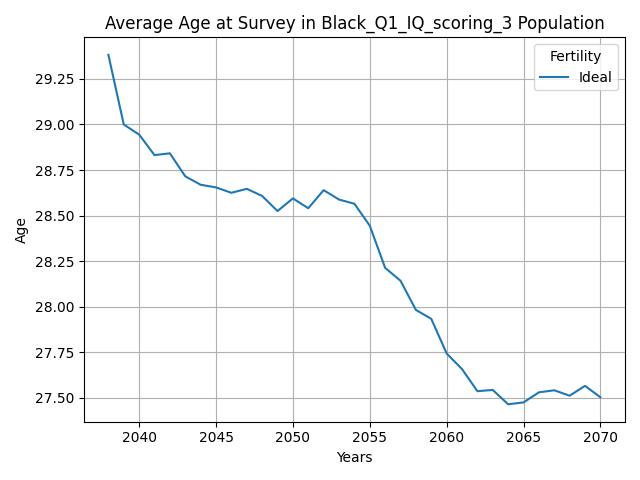 Average Age at Survey in Black_Q1_IQ_scoring_3 Population
Fertility
Ideal
29.25
29.00
28.75
28.50
28.25
28.00
27.75
27.50
Age
2040 2045 2050 2055 2060 2065 2070
Years